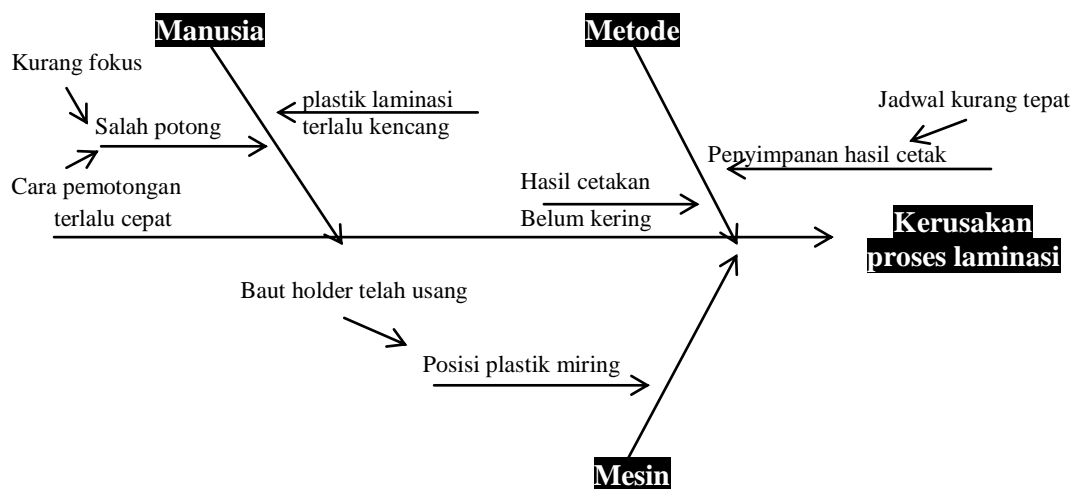 Manusia
Metode
Kurang fokus
plastik laminasi
terlalu kencang
Jadwal kurang tepat
Salah potong
Penyimpanan hasil cetak
Cara pemotongan
terlalu cepat
Hasil cetakan
Belum kering
Kerusakan
proses laminasi
Baut holder telah usang
Posisi plastik miring
Mesin